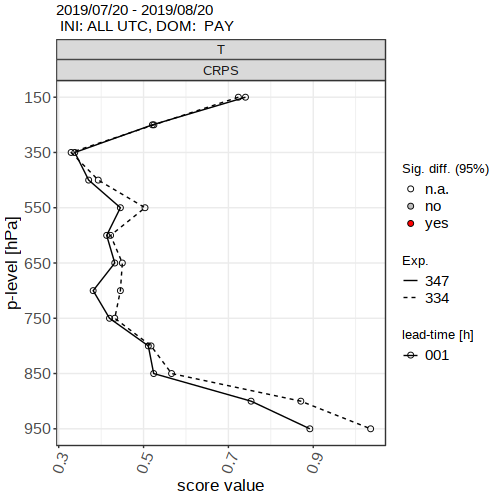 2019/07/20 - 2019/08/20
INI: ALL UTC, DOM:  PAY
T
CRPS
150
350
550
650
750
850
950
p-level [hPa]
0.3
0.5
0.7
0.9
score value
Sig. diff. (95%)
n.a.
no
yes
Exp.
347
334
lead-time [h]
001